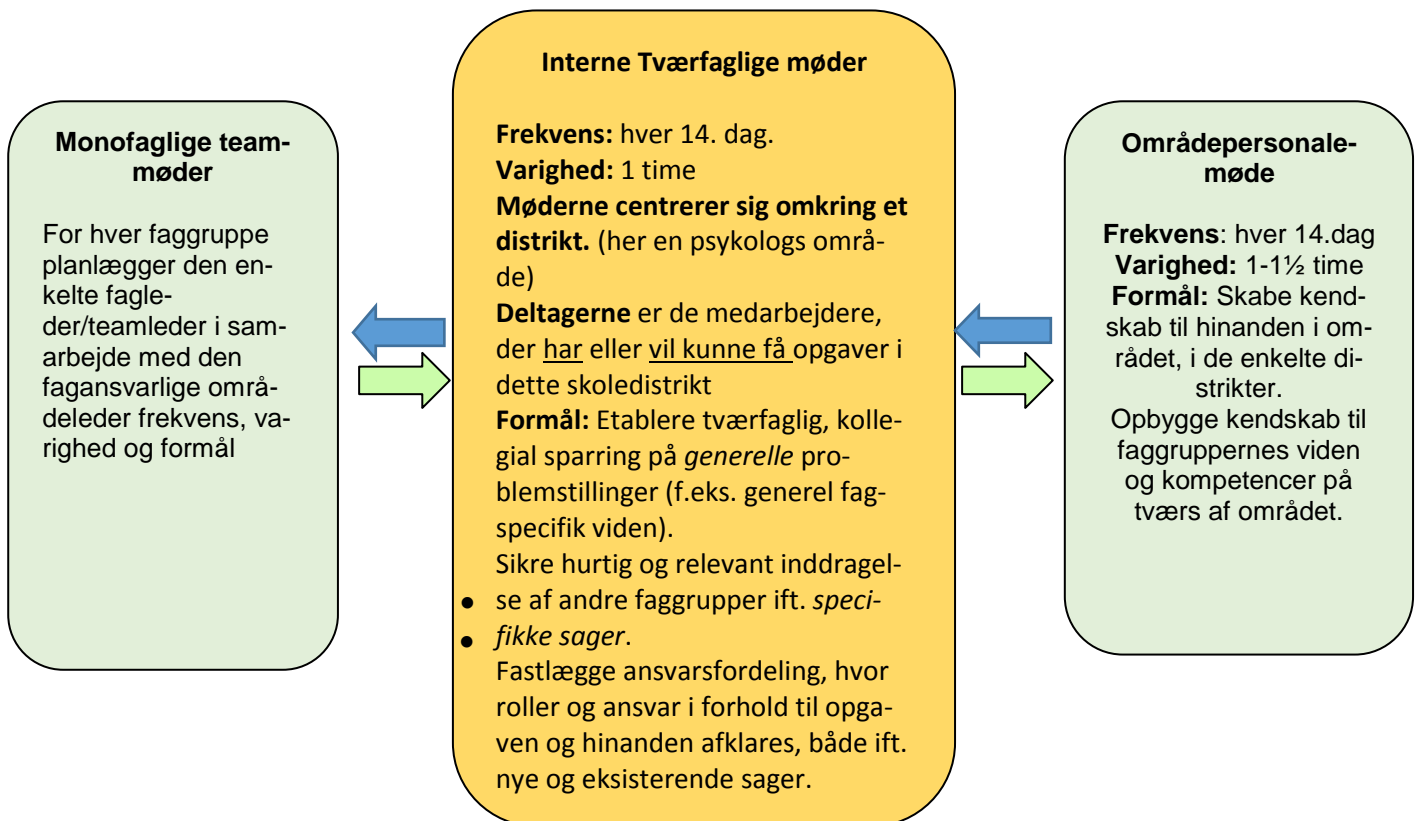 Monofaglige team-
møder
For hver faggruppe
planlægger den en-
kelte fagle-
der/teamleder i sam-
arbejde med den
fagansvarlige områ-
deleder frekvens, va-
righed og formål
Interne Tværfaglige møder
Frekvens: hver 14. dag.
Varighed: 1 time
Møderne centrerer sig omkring et
distrikt. (her en psykologs områ-
de)
Deltagerne er de medarbejdere,
der har eller vil kunne få opgaver i
dette skoledistrikt
Formål: Etablere tværfaglig, kolle-
gial sparring på generelle pro-
blemstillinger (f.eks. generel fag-
specifik viden).
Sikre hurtig og relevant inddragel-
• se af andre faggrupper ift. speci-
• fikke sager.
Fastlægge ansvarsfordeling, hvor
roller og ansvar i forhold til opga-
ven og hinanden afklares, både ift.
nye og eksisterende sager.
Områdepersonale-
møde
Frekvens: hver 14.dag
Varighed: 1-1½ time
Formål: Skabe kend-
skab til hinanden i om-
rådet, i de enkelte di-
strikter.
Opbygge kendskab til
faggruppernes viden
og kompetencer på
tværs af området.